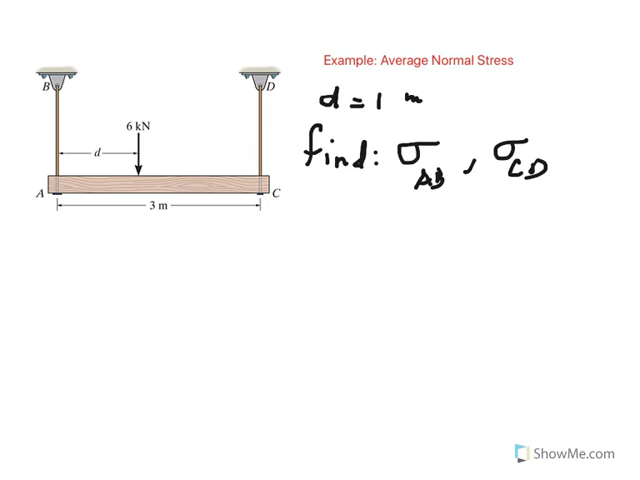 Example: Average Normal Stress
d = 1 m
find: σAB , σCD
B
D
6 kN
d
A
C
3 m
ShowMe.com